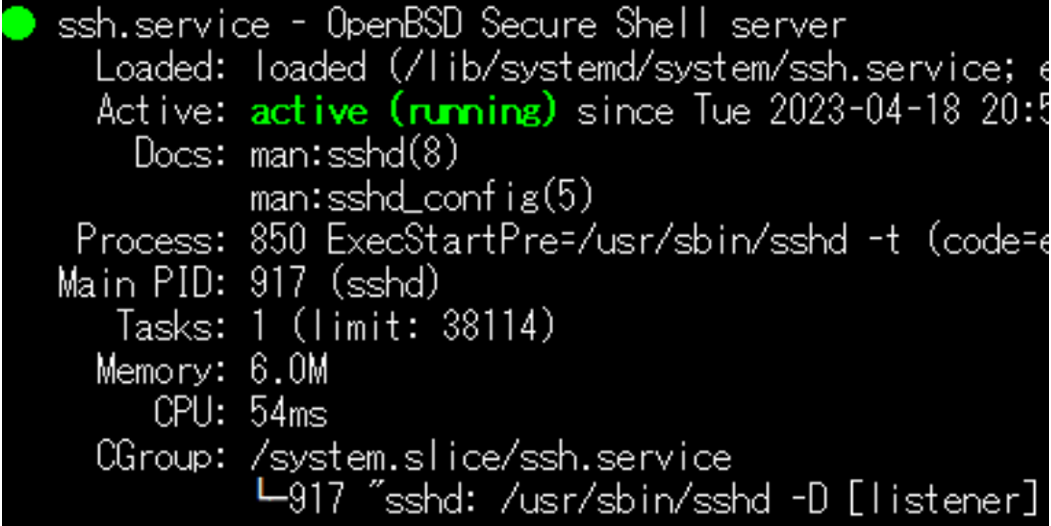 ● ssh.service - OpenBSD Secure Shell server
Loaded: loaded (/lib/systemd/system/ssh.service; e
Active: active (running) since Tue 2023-04-18 20:5
Docs: man:sshd(8)
man:sshd_config(5)
Process: 850 ExecStartPre=/usr/sbin/sshd -t (code=e
Main PID: 917 (sshd)
Tasks: 1 (limit: 38114)
Memory: 6.0M
CPU: 54ms
CGroup: /system.slice/ssh.service
└─917 "sshd: /usr/sbin/sshd -D [listener]